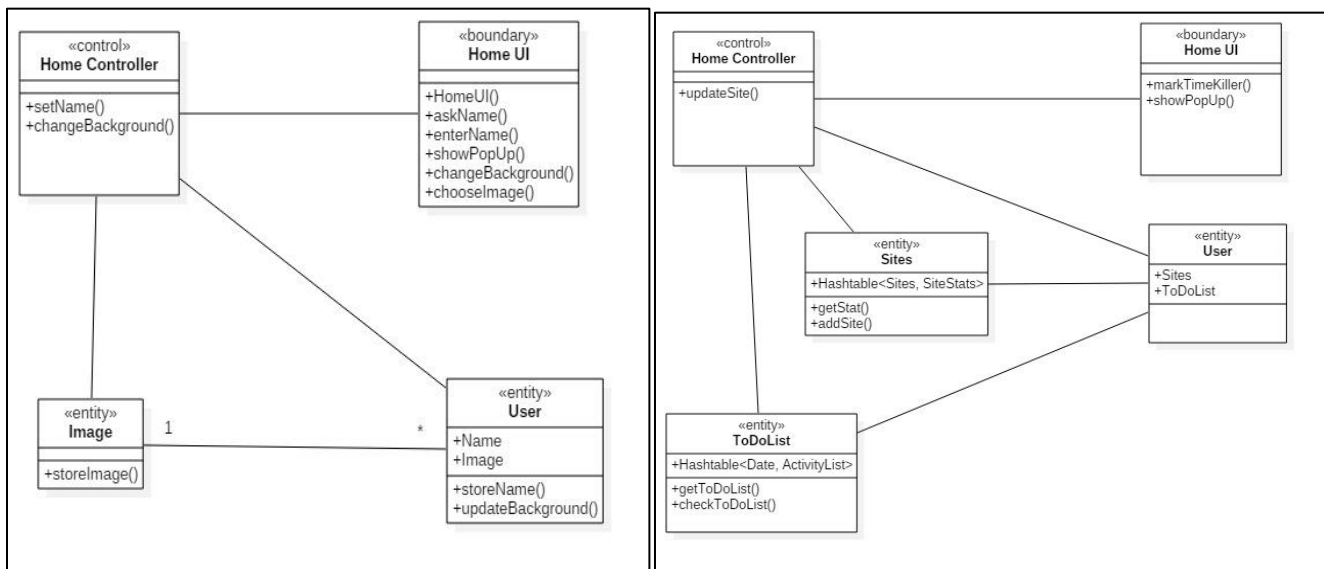 «control»
Home Controller
+setName()
+changeBackground()
«boundary»
Home UI
+HomeUI()
+askName()
+enterName()
+showPopUp()
+changeBackground()
+chooseImage()
«entity»
Image
+storeImage()
1
*
«entity»
User
+Name
+Image
+storeName()
+updateBackground()
«control»
Home Controller
+updateSite()
«boundary»
Home UI
+markTimeKiller()
+showPopUp()
«entity»
Sites
+Hashtable<Sites, SiteStats>
+getStat()
+addSite()
«entity»
User
+Sites
+ToDoList
«entity»
ToDoList
+Hashtable<Date, ActivityList>
+getToDoList()
+checkToDoList()